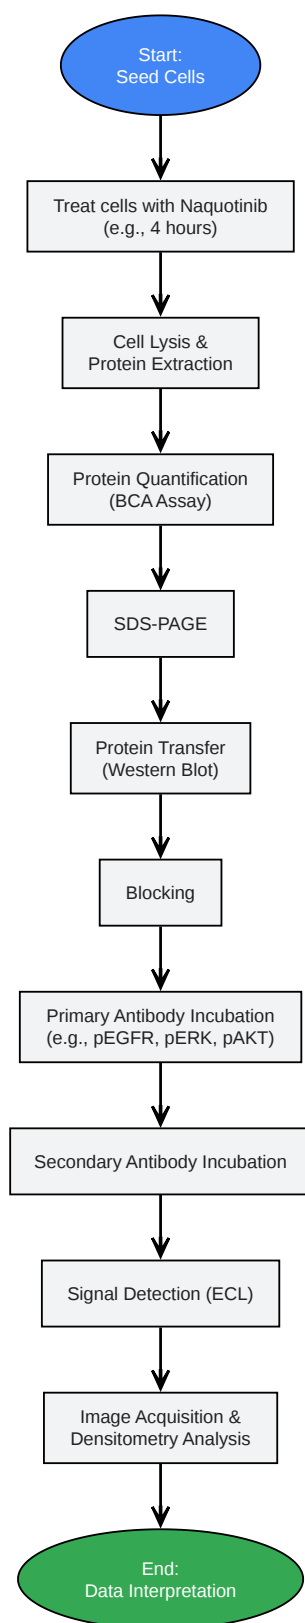 Start:
Seed Cells
Treat cells with Naquotinib
(e.g., 4 hours)
Cell Lysis &
Protein Extraction
Protein Quantification
(BCA Assay)
SDS-PAGE
Protein Transfer
(Western Blot)
Blocking
Primary Antibody Incubation
(e.g., pEGFR, pERK, pAKT)
Secondary Antibody Incubation
Signal Detection (ECL)
Image Acquisition &
Densitometry Analysis
End:
Data Interpretation